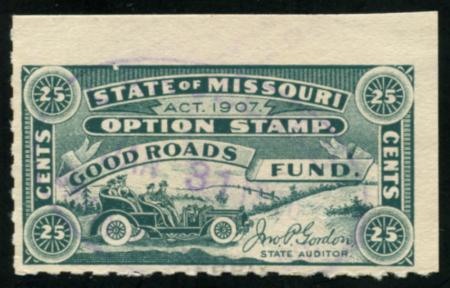 25 STATE OF MISSOURI 25
ACT. 1907.
OPTION STAMP.
CENTS CENTS
GOOD ROADS FUND.
31
Jno. P. Gordon,
25 STATE AUDITOR. 25